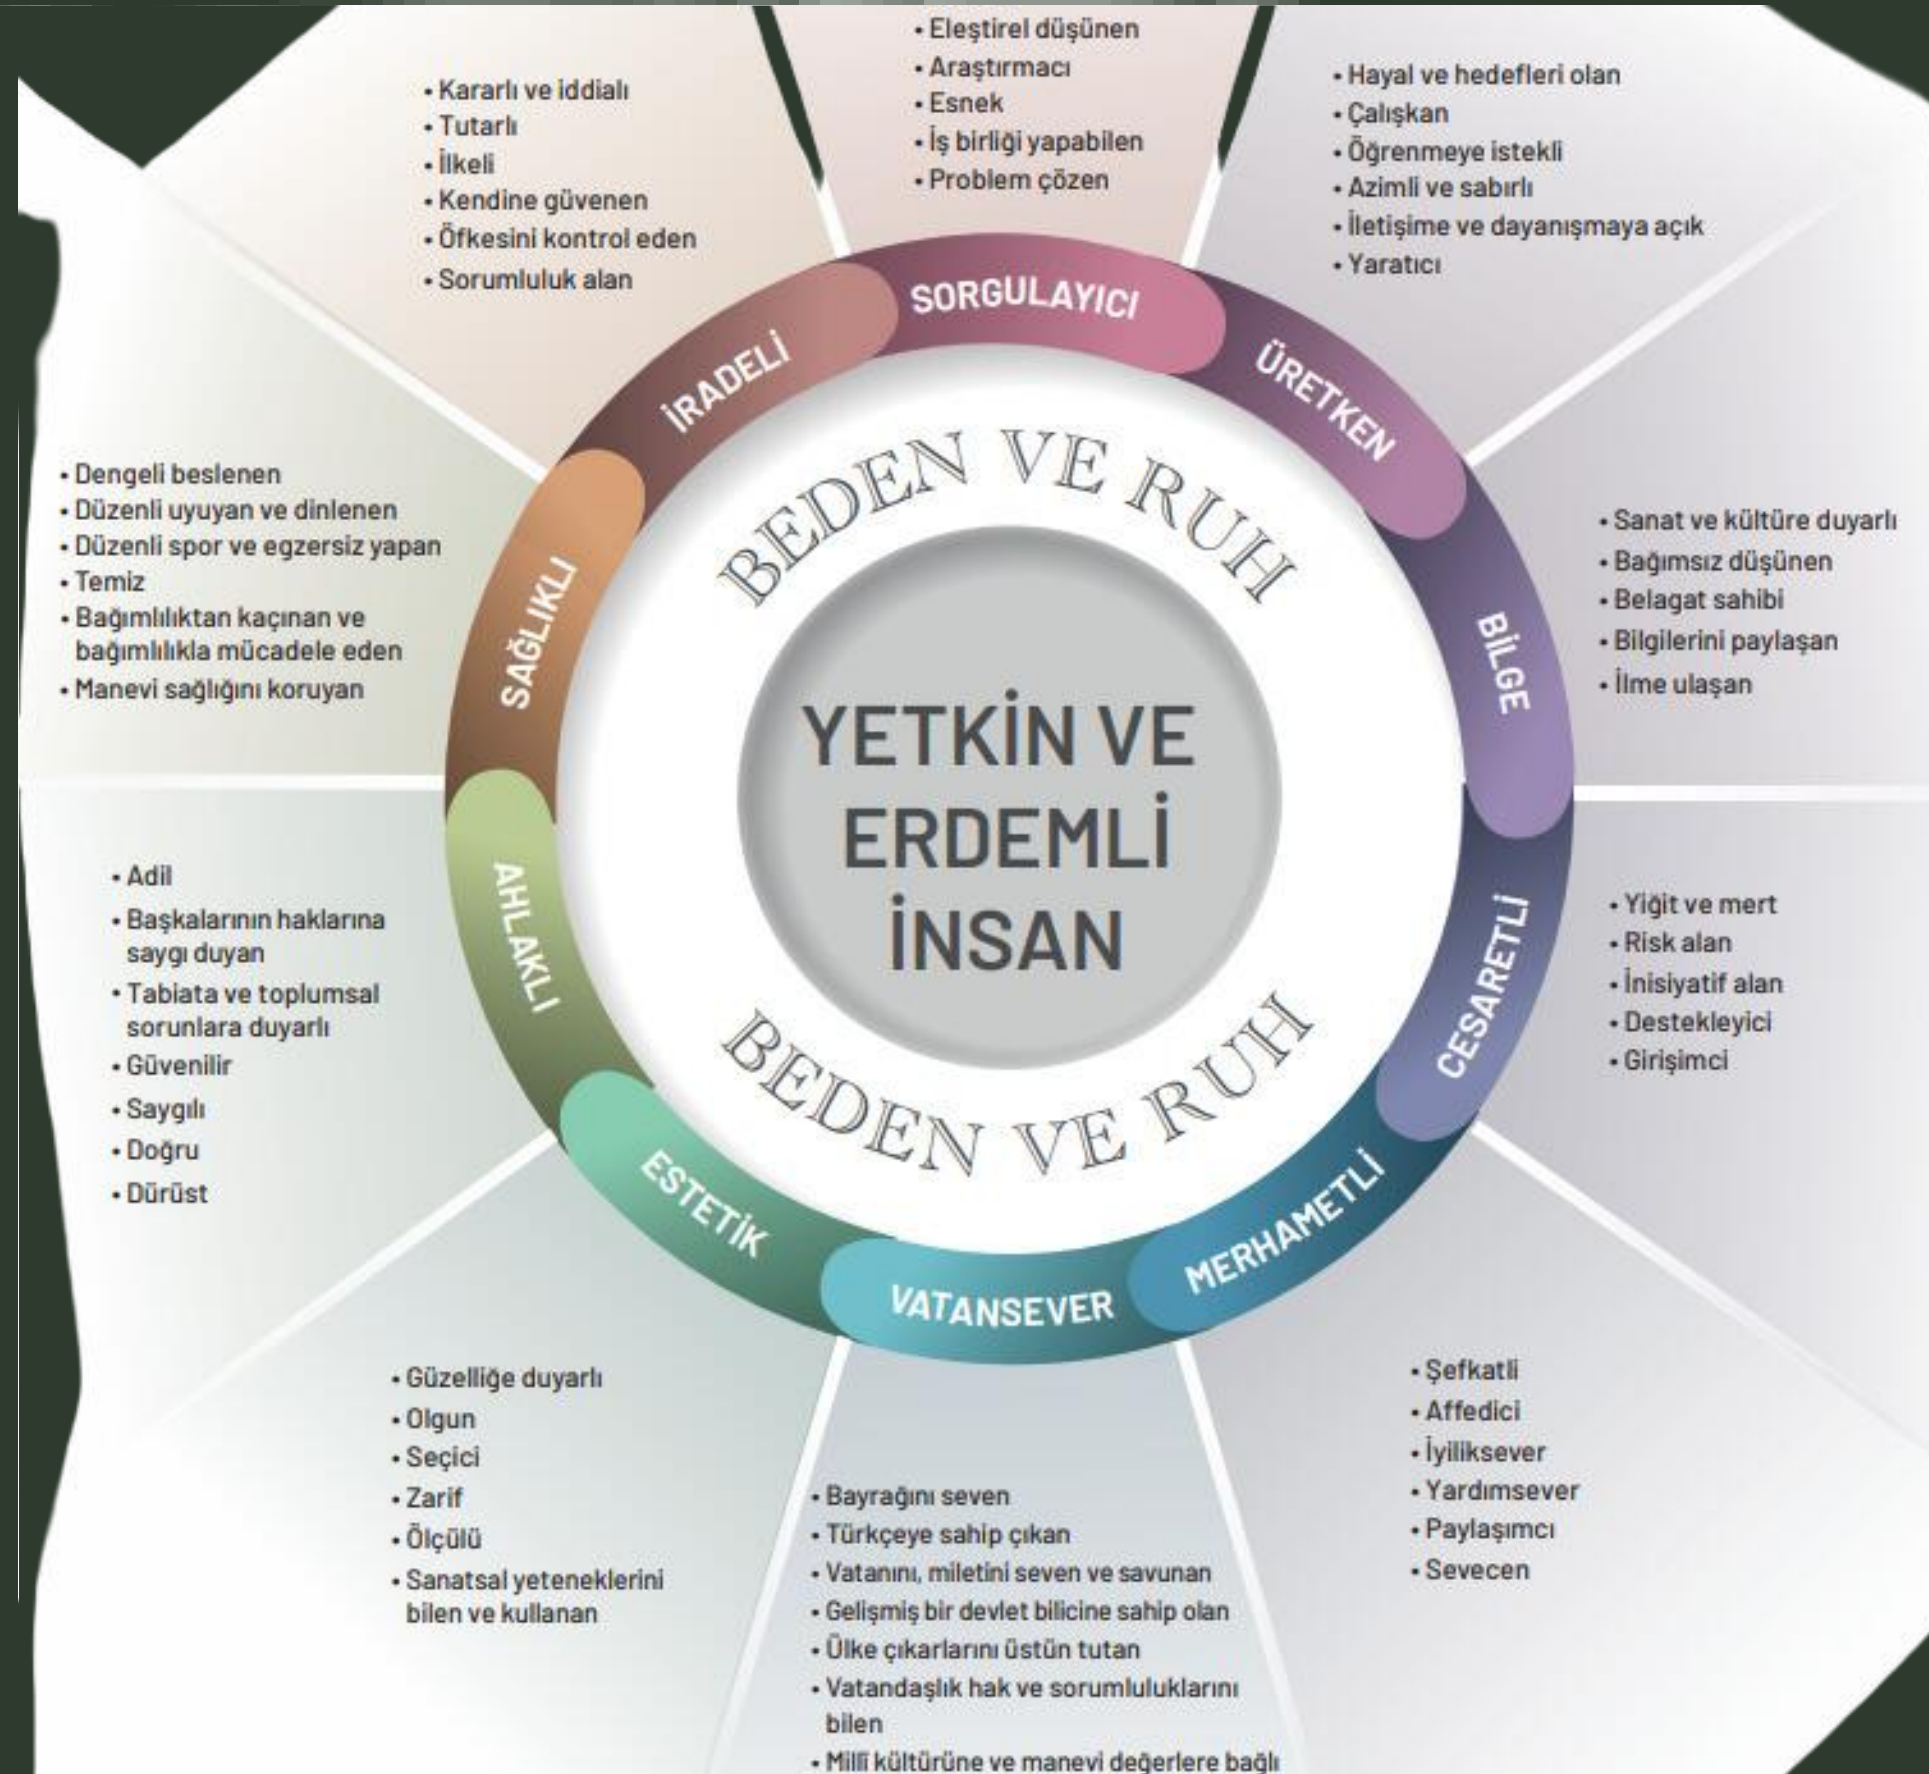 • Eleştirel düşünen
• Araştırmacı
• Esnek
• İş birliği yapabilen
• Problem çözen
SORGULAYICI
• Hayal ve hedefleri olan
• Çalışkan
• Öğrenmeye istekli
• Azimli ve sabırlı
• İletişime ve dayanışmaya açık
• Yaratıcı
ÜRETKEN
• Sanat ve kültüre duyarlı
• Bağımsız düşünen
• Belagat sahibi
• Bilgilerini paylaşan
• İlme ulaşan
BİLGE
• Yiğit ve mert
• Risk alan
• İnisiyatif alan
• Destekleyici
• Girişimci
CESARETLİ
• Şefkatli
• Affedici
• İyiliksever
• Yardımsever
• Paylaşımcı
• Sevecen
MERHAMETLİ
• Bayrağını seven
• Türkçeye sahip çıkan
• Vatanını, miletini seven ve savunan
• Gelişmiş bir devlet bilicine sahip olan
• Ülke çıkarlarını üstün tutan
• Vatandaşlık hak ve sorumluluklarını
bilen
• Millî kültürüne ve manevi değerlere bağlı
VATANSEVER
• Güzelliğe duyarlı
• Olgun
• Seçici
• Zarif
• Ölçülü
• Sanatsal yeteneklerini
bilen ve kullanan
ESTETİK
• Adil
• Başkalarının haklarına
saygı duyan
• Tabiata ve toplumsal
sorunlara duyarlı
• Güvenilir
• Saygılı
• Doğru
• Dürüst
AHLAKLI
• Dengeli beslenen
• Düzenli uyuyan ve dinlenen
• Düzenli spor ve egzersiz yapan
• Temiz
• Bağımlılıktan kaçınan ve
bağımlılıkla mücadele eden
• Manevi sağlığını koruyan
SAĞLIKLI
• Kararlı ve iddialı
• Tutarlı
• İlkeli
• Kendine güvenen
• Öfkesini kontrol eden
• Sorumluluk alan
İRADELİ
BEDEN VE RUH
YETKİN VE
ERDEMLİ
İNSAN
BEDEN VE RUH